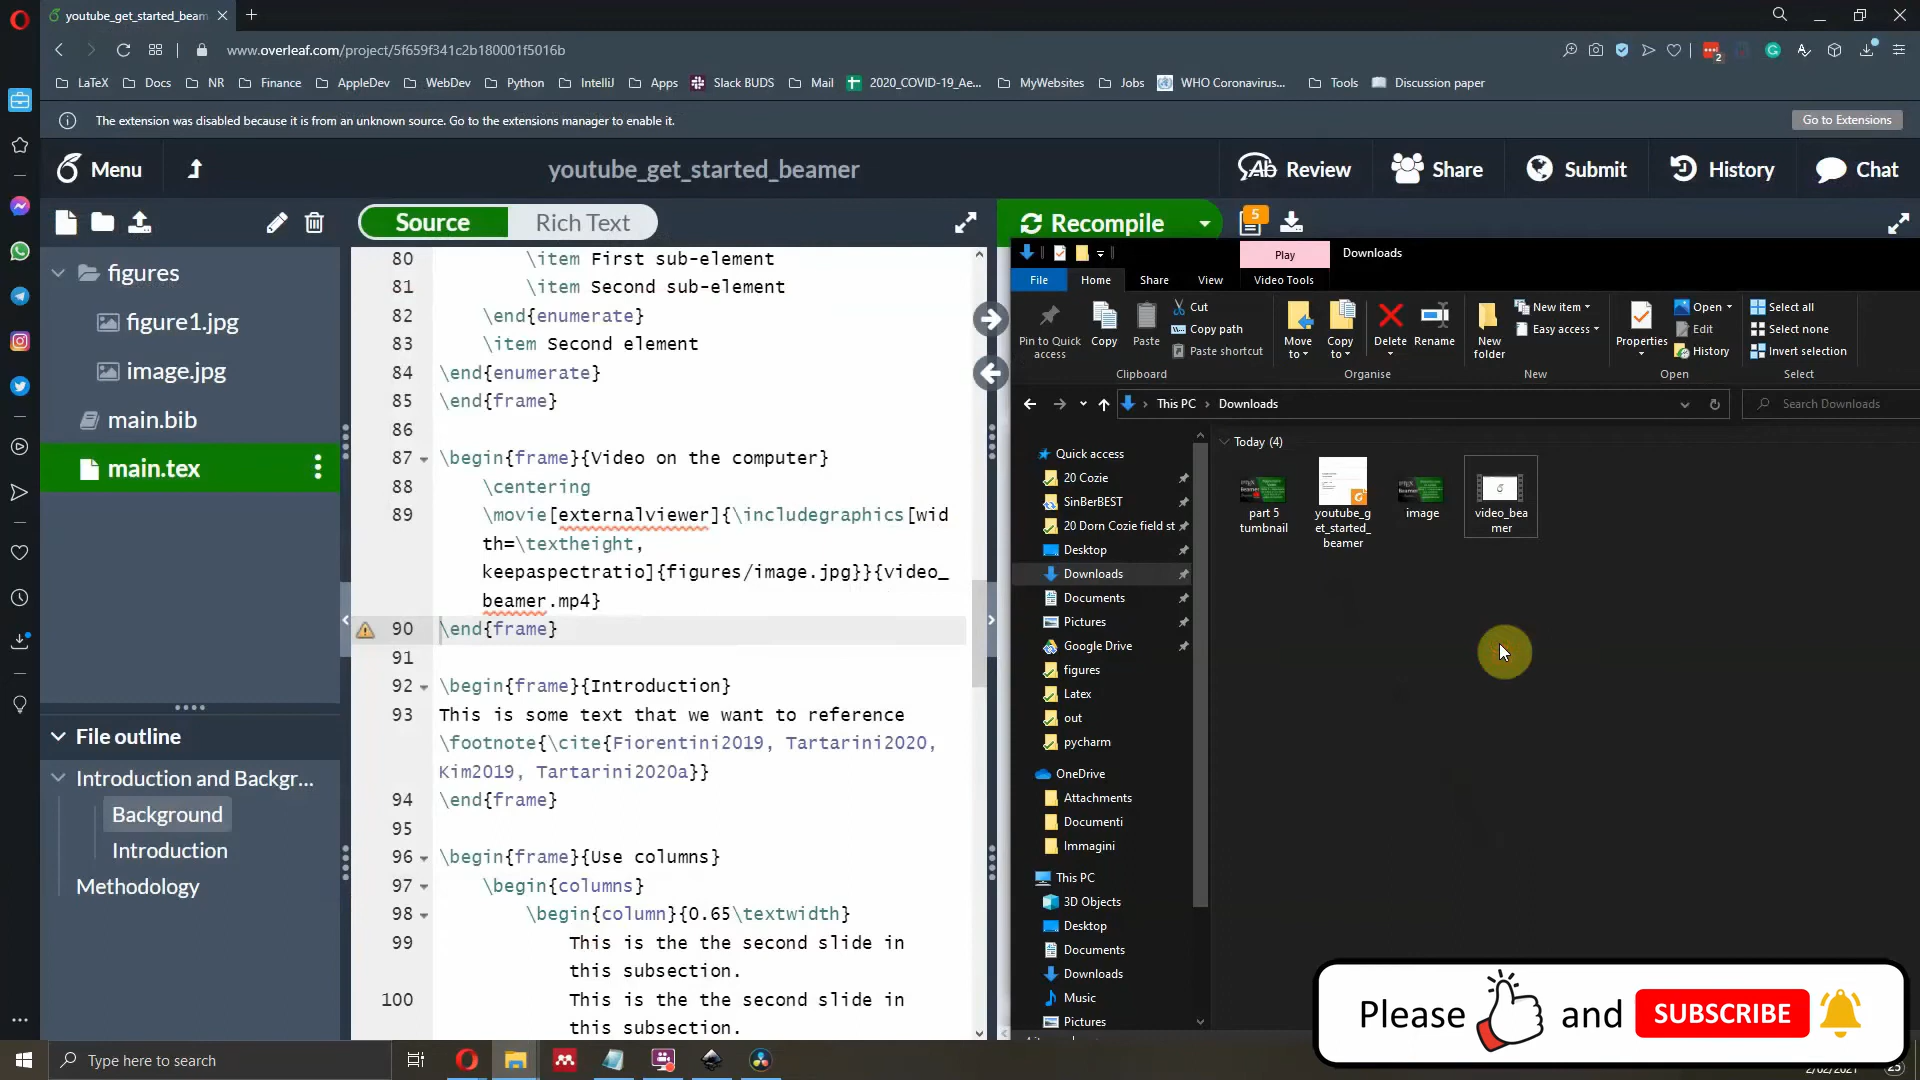 youtube_get_started_beam
www.overleaf.com/project/5f659f341c2b180001f5016b
2
LaTeX
Docs
NR
Finance
AppleDev
WebDev
Python
IntelliJ
Apps
Slack BUDS
Mail
2020_COVID-19_Ae...
MyWebsites
Jobs
WHO Coronavirus...
Tools
Discussion paper
The extension was disabled because it is from an unknown source. Go to the extensions manager to enable it.
Go to Extensions
Menu
youtube_get_started_beamer
Review
Share
Submit
History
Chat
Source
Rich Text
Recompile
5
figures
figure1.jpg
image.jpg
main.bib
main.tex
File outline
Introduction and Backgr...
Background
Introduction
Methodology
80 \item First sub-element
81 \item Second sub-element
82 \end{enumerate}
83 \item Second element
84 \end{enumerate}
85 \end{frame}
86
87 \begin{frame}{Video on the computer}
88 \centering
89 \movie[externalviewer]{\includegraphics[wid
th=\textheight,
keepaspectratio]{figures/image.jpg}}{video_
beamer.mp4}
90 \end{frame}
91
92 \begin{frame}{Introduction}
93 This is some text that we want to reference
\footnote{\cite{Fiorentini2019, Tartarini2020,
Kim2019, Tartarini2020a}}
94 \end{frame}
95
96 \begin{frame}{Use columns}
97 \begin{columns}
98 \begin{column}{0.65\textwidth}
99 This is the the second slide in
this subsection.
100 This is the the second slide in
this subsection.
Play
Downloads
File
Home
Share
View
Video Tools
Pin to Quick
access
Copy
Paste
Cut
Copy path
Paste shortcut
Clipboard
Move
to
Copy
to
Delete
Rename
Organise
New
folder
New item
Easy access
New
Properties
Open
Edit
History
Open
Select all
Select none
Invert selection
Select
This PC
Downloads
Search Downloads
Quick access
20 Cozie
SinBerBEST
20 Dorn Cozie field st
Desktop
Downloads
Documents
Pictures
Google Drive
figures
Latex
out
pycharm
OneDrive
Attachments
Documenti
Immagini
This PC
3D Objects
Desktop
Documents
Downloads
Music
Pictures
Today (4)
part 5
tumbnail
youtube_g
et_started_
beamer
image
video_bea
mer
Please
and
SUBSCRIBE
Type here to search
25